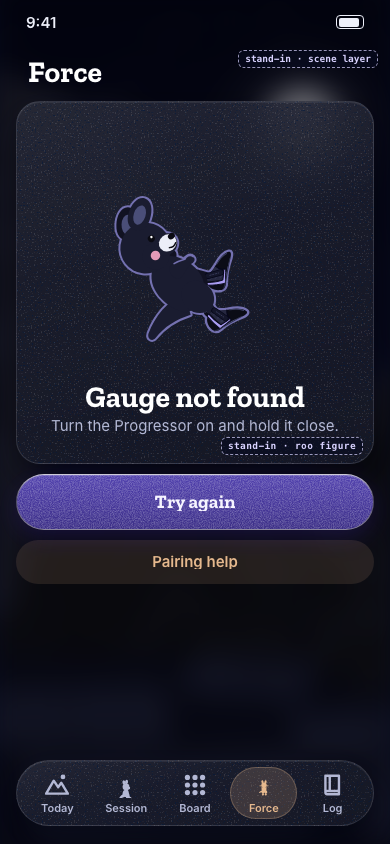 9:41
stand-in · scene layer
Force
Gauge not found
Turn the Progressor on and hold it close.
stand-in · roo figure
Try again
Pairing help
Today
Session
Board
Force
Log